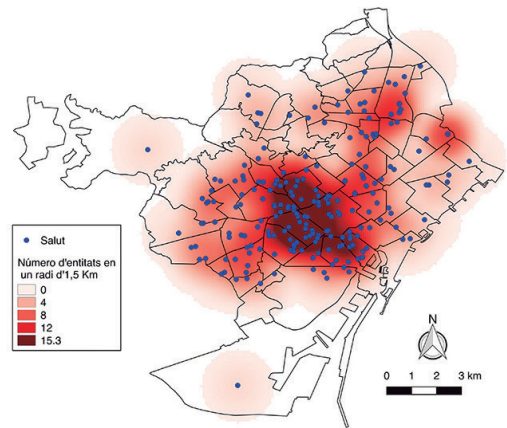 Salut
Número d'entitats en
un radi d'1,5 Km
0
4
8
12
15.3
N
0 1 2 3 km